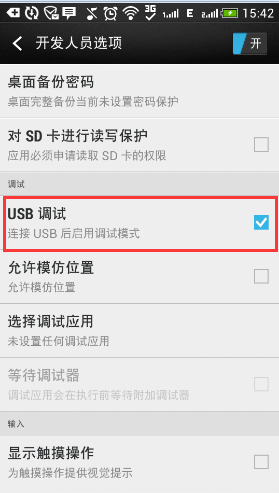 3G E 2 15:42
开发人员选项 开
桌面备份密码
桌面完整备份当前未设置密码保护
对 SD 卡进行读写保护
应用必须申请读取 SD 卡的权限
调试
USB 调试
连接 USB 后启用调试模式
允许模仿位置
允许模仿位置
选择调试应用
未设置任何调试应用
等待调试器
调试应用会在执行前等待附加调试器
输入
显示触摸操作
为触摸操作提供视觉提示